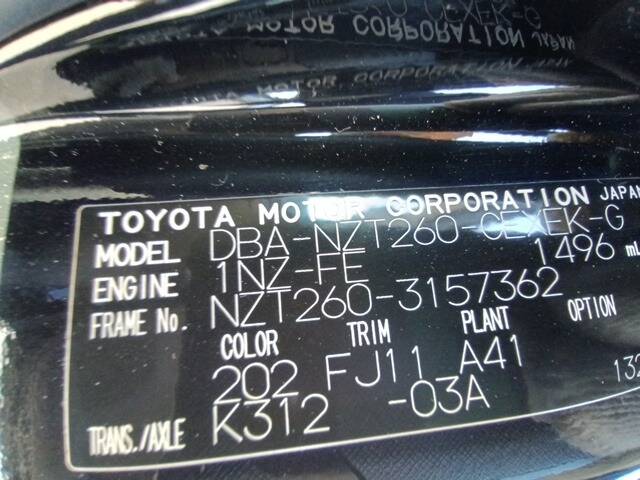 TOYOTA MOTOR CORPORATION JAPAN
MODEL DBA-NZT260-CEXEK-G
ENGINE 1NZ-FE 1496 mL
FRAME No. NZT260-3157362
COLOR TRIM PLANT OPTION
202 FJ11 A41
TRANS./AXLE K312 -03A 132